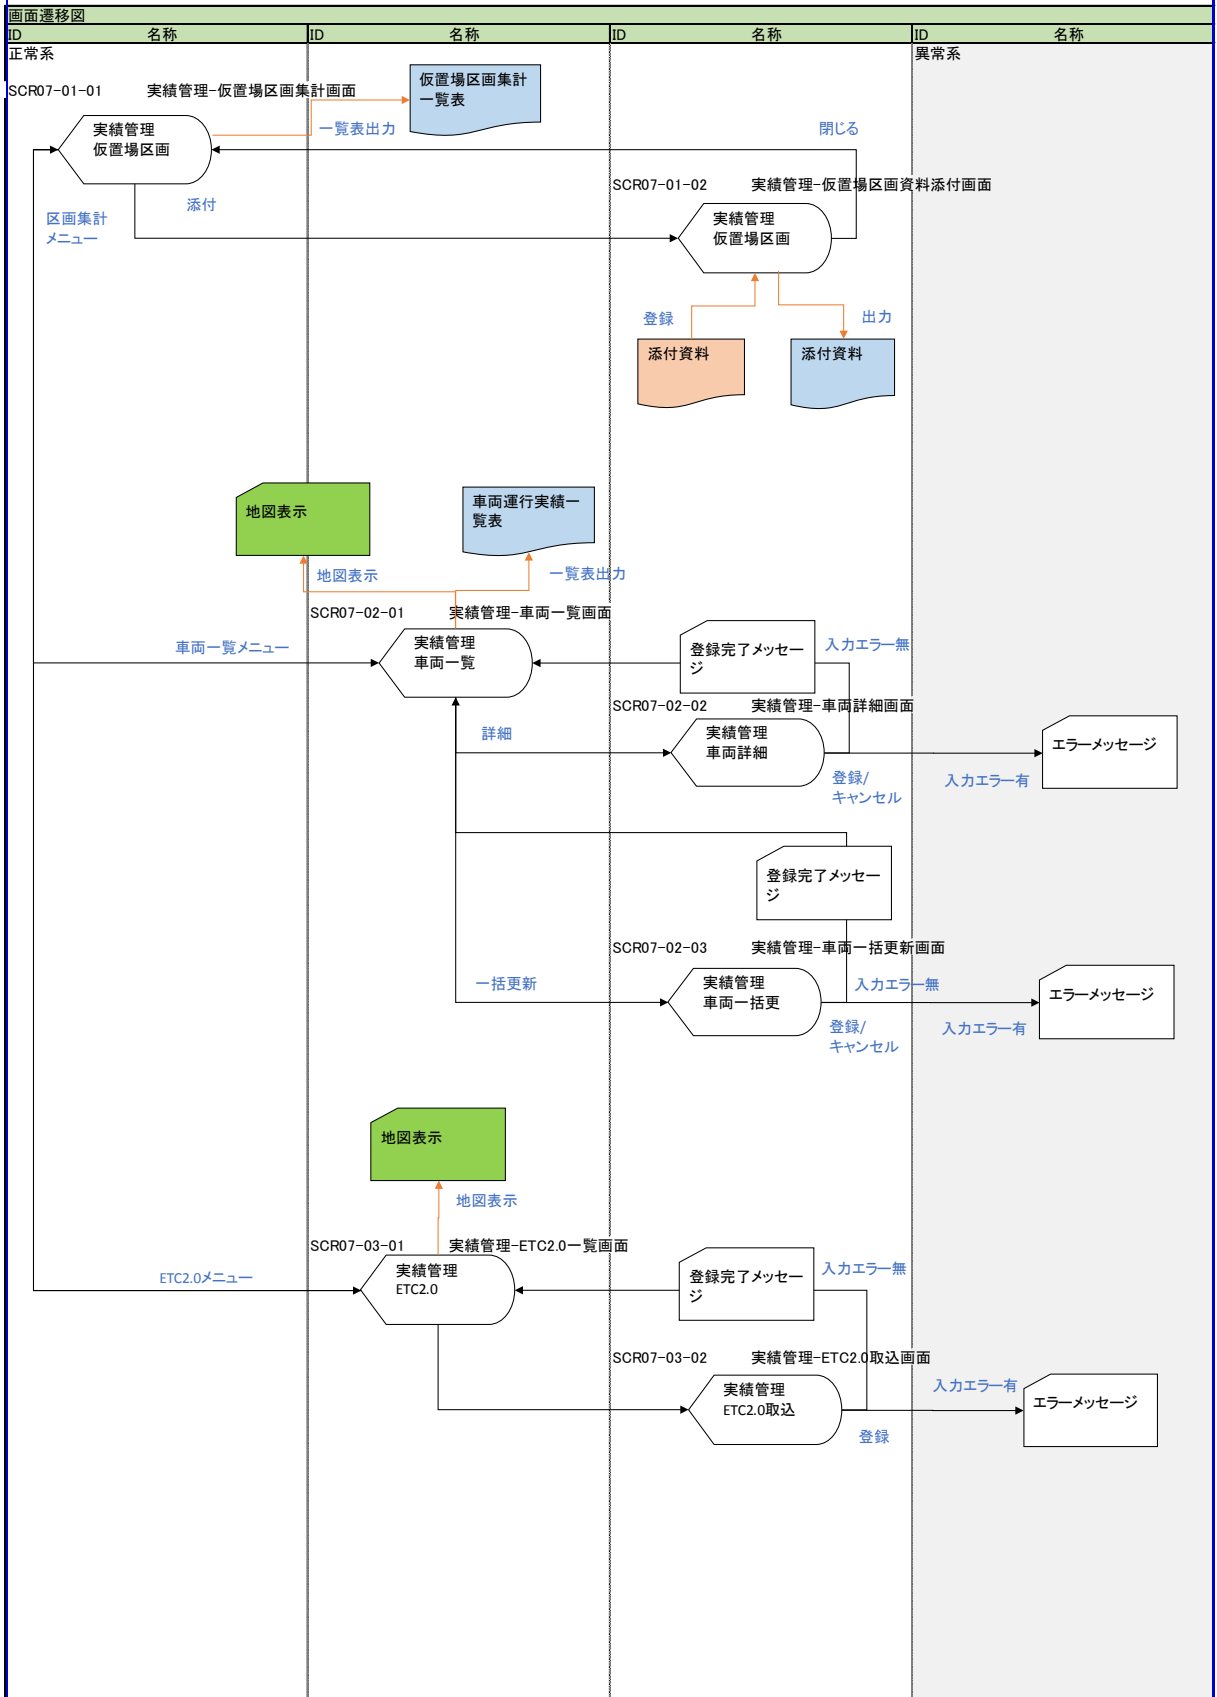 画面遷移図
ID 名称 ID 名称 ID 名称 ID 名称
正常系
異常系
SCR07-01-01 実績管理-仮置場区画集計画面
仮置場区画集計
一覧表
一覧表出力
閉じる
実績管理
仮置場区画
SCR07-01-02 実績管理-仮置場区画資料添付画面
区画集計
メニュー
添付
実績管理
仮置場区画
登録
出力
添付資料
添付資料
地図表示
車両運行実績一
覧表
地図表示
一覧表出力
SCR07-02-01 実績管理-車両一覧画面
車両一覧メニュー
実績管理
車両一覧
登録完了メッセー
ジ
入力エラー無
SCR07-02-02 実績管理-車両詳細画面
詳細
実績管理
車両詳細
登録/
キャンセル
入力エラー有
エラーメッセージ
登録完了メッセー
ジ
SCR07-02-03 実績管理-車両一括更新画面
一括更新
実績管理
車両一括更
入力エラー無
登録/
キャンセル
入力エラー有
エラーメッセージ
地図表示
地図表示
SCR07-03-01 実績管理-ETC2.0一覧画面
ETC2.0メニュー
実績管理
ETC2.0
登録完了メッセー
ジ
入力エラー無
SCR07-03-02 実績管理-ETC2.0取込画面
実績管理
ETC2.0取込
登録
入力エラー有
エラーメッセージ